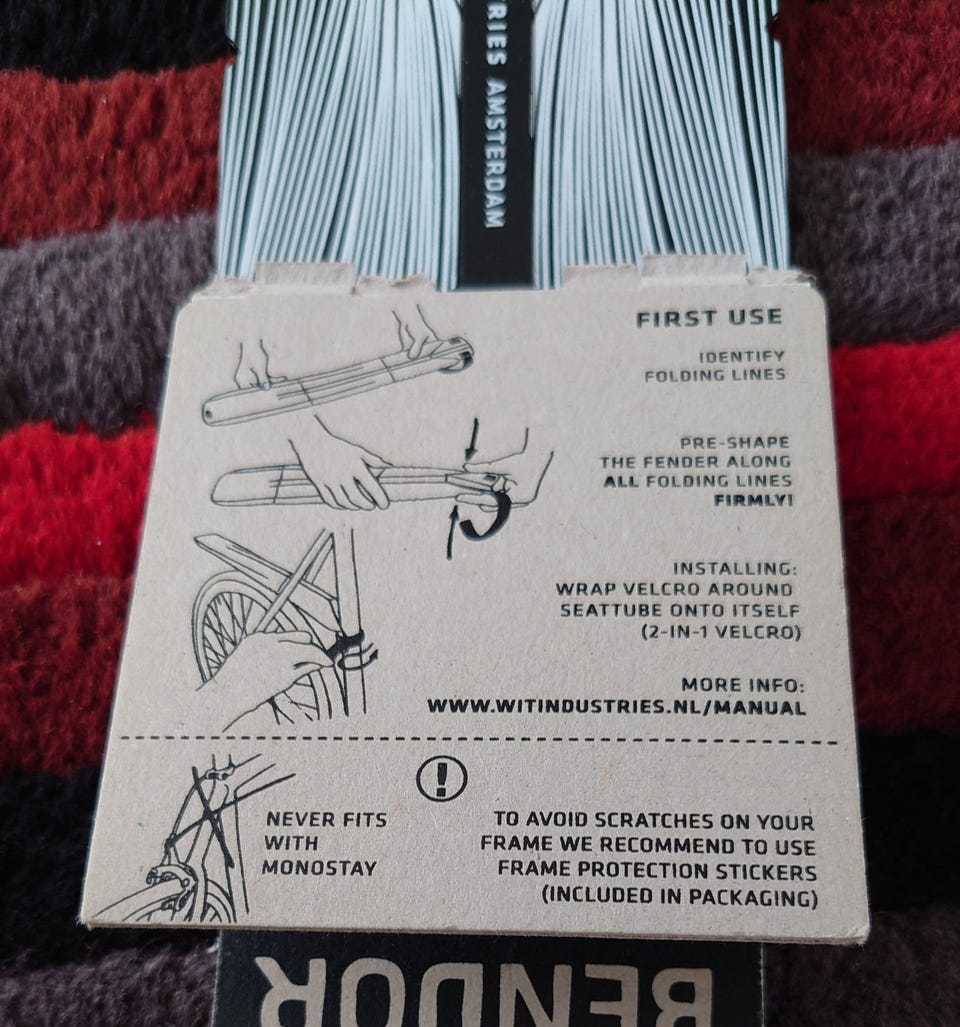 RIES AMSTERDAM
FIRST USE
IDENTIFY
FOLDING LINES
PRE-SHAPE
THE FENDER ALONG
ALL FOLDING LINES
FIRMLY!
INSTALLING:
WRAP VELCRO AROUND
SEATTUBE ONTO ITSELF
(2-IN-1 VELCRO)
MORE INFO:
WWW.WITINDUSTRIES.NL/MANUAL
!
NEVER FITS
WITH
MONOSTAY
TO AVOID SCRATCHES ON YOUR
FRAME WE RECOMMEND TO USE
FRAME PROTECTION STICKERS
(INCLUDED IN PACKAGING)
BENDOR